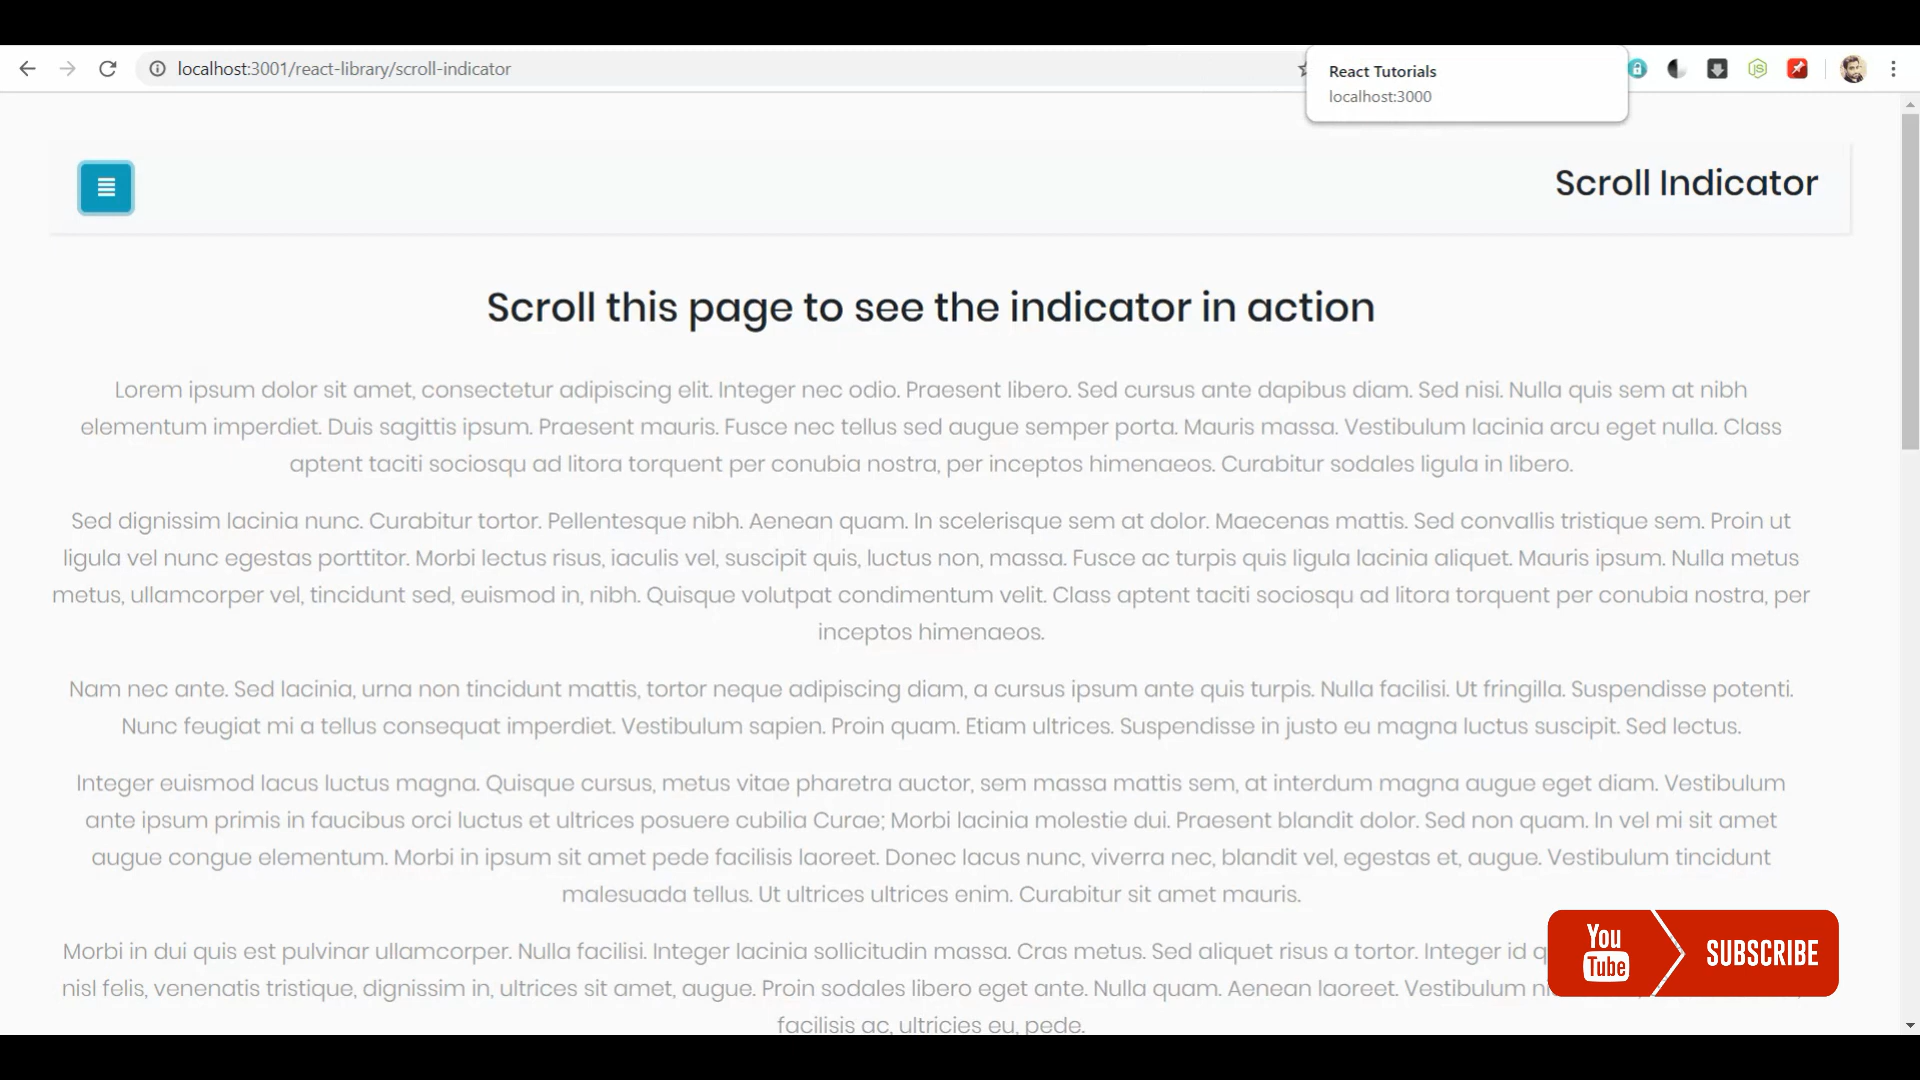 localhost:3001/react-library/scroll-indicator
React Tutorials
localhost:3000
JS
Scroll Indicator
Scroll this page to see the indicator in action
Lorem ipsum dolor sit amet, consectetur adipiscing elit. Integer nec odio. Praesent libero. Sed cursus ante dapibus diam. Sed nisi. Nulla quis sem at nibh
elementum imperdiet. Duis sagittis ipsum. Praesent mauris. Fusce nec tellus sed augue semper porta. Mauris massa. Vestibulum lacinia arcu eget nulla. Class
aptent taciti sociosqu ad litora torquent per conubia nostra, per inceptos himenaeos. Curabitur sodales ligula in libero.
Sed dignissim lacinia nunc. Curabitur tortor. Pellentesque nibh. Aenean quam. In scelerisque sem at dolor. Maecenas mattis. Sed convallis tristique sem. Proin ut
ligula vel nunc egestas porttitor. Morbi lectus risus, iaculis vel, suscipit quis, luctus non, massa. Fusce ac turpis quis ligula lacinia aliquet. Mauris ipsum. Nulla metus
metus, ullamcorper vel, tincidunt sed, euismod in, nibh. Quisque volutpat condimentum velit. Class aptent taciti sociosqu ad litora torquent per conubia nostra, per
inceptos himenaeos.
Nam nec ante. Sed lacinia, urna non tincidunt mattis, tortor neque adipiscing diam, a cursus ipsum ante quis turpis. Nulla facilisi. Ut fringilla. Suspendisse potenti.
Nunc feugiat mi a tellus consequat imperdiet. Vestibulum sapien. Proin quam. Etiam ultrices. Suspendisse in justo eu magna luctus suscipit. Sed lectus.
Integer euismod lacus luctus magna. Quisque cursus, metus vitae pharetra auctor, sem massa mattis sem, at interdum magna augue eget diam. Vestibulum
ante ipsum primis in faucibus orci luctus et ultrices posuere cubilia Curae; Morbi lacinia molestie dui. Praesent blandit dolor. Sed non quam. In vel mi sit amet
augue congue elementum. Morbi in ipsum sit amet pede facilisis laoreet. Donec lacus nunc, viverra nec, blandit vel, egestas et, augue. Vestibulum tincidunt
malesuada tellus. Ut ultrices ultrices enim. Curabitur sit amet mauris.
Morbi in dui quis est pulvinar ullamcorper. Nulla facilisi. Integer lacinia sollicitudin massa. Cras metus. Sed aliquet risus a tortor. Integer id
nisl felis, venenatis tristique, dignissim in, ultrices sit amet, augue. Proin sodales libero eget ante. Nulla quam. Aenean laoreet. Vestibulum
facilisis ac, ultricies eu, pede.
You
Tube
SUBSCRIBE